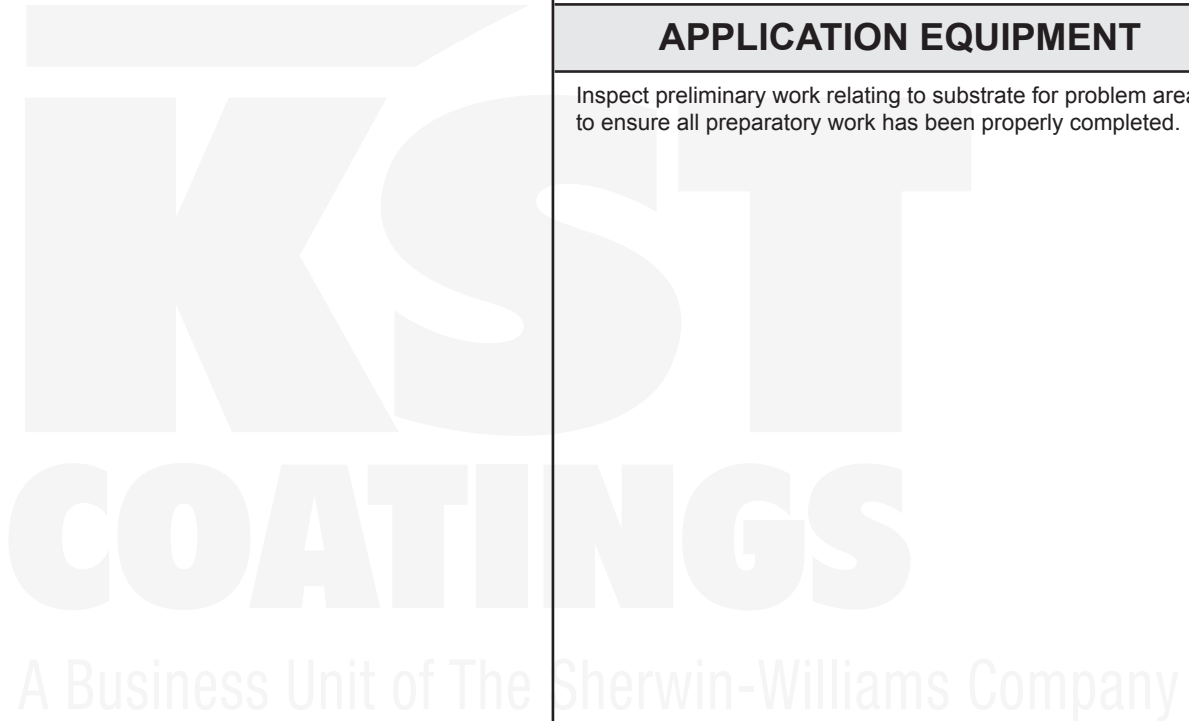 APPLICATION EQUIPMENT
Inspect preliminary work relating to substrate for problem area
to ensure all preparatory work has been properly completed.
KST
COATINGS
A Business Unit of The Sherwin-Williams Company